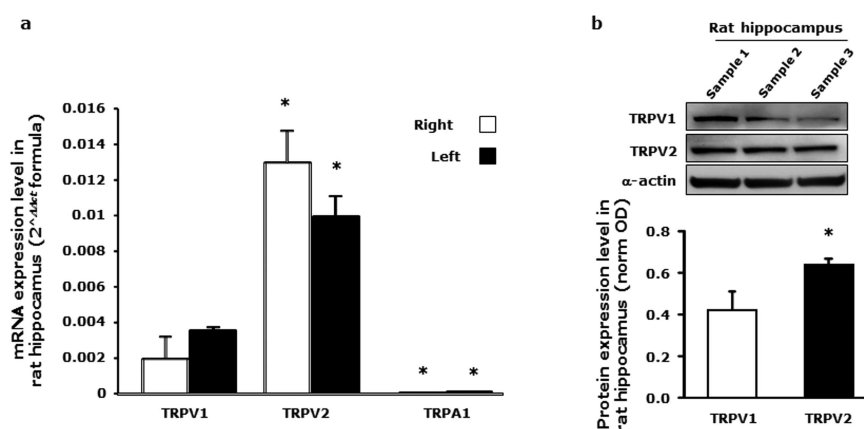 a
mRNA expression level in
rat hippocamus (2^-ΔΔct formula)
0.016
0.014
0.012
0.01
0.008
0.006
0.004
0.002
0
* * * *
Right
Left
TRPV1 TRPV2 TRPA1
b
Rat hippocampus
Sample 1 Sample 2 Sample 3
TRPV1
TRPV2
α-actin
Protein expression level in
rat hippocamus (norm OD)
0.8
0.6
0.4
0.2
0.0
*
TRPV1 TRPV2